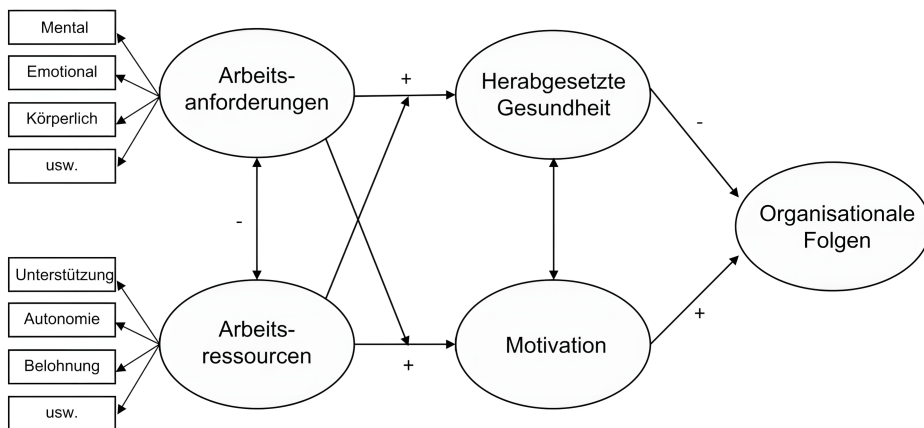 Mental
Emotional
Körperlich
usw.
Arbeits-
anforderungen
+
Herabgesetzte
Gesundheit
-
-
Organisationale
Folgen
Unterstützung
Autonomie
Belohnung
usw.
Arbeits-
ressourcen
+
Motivation
+